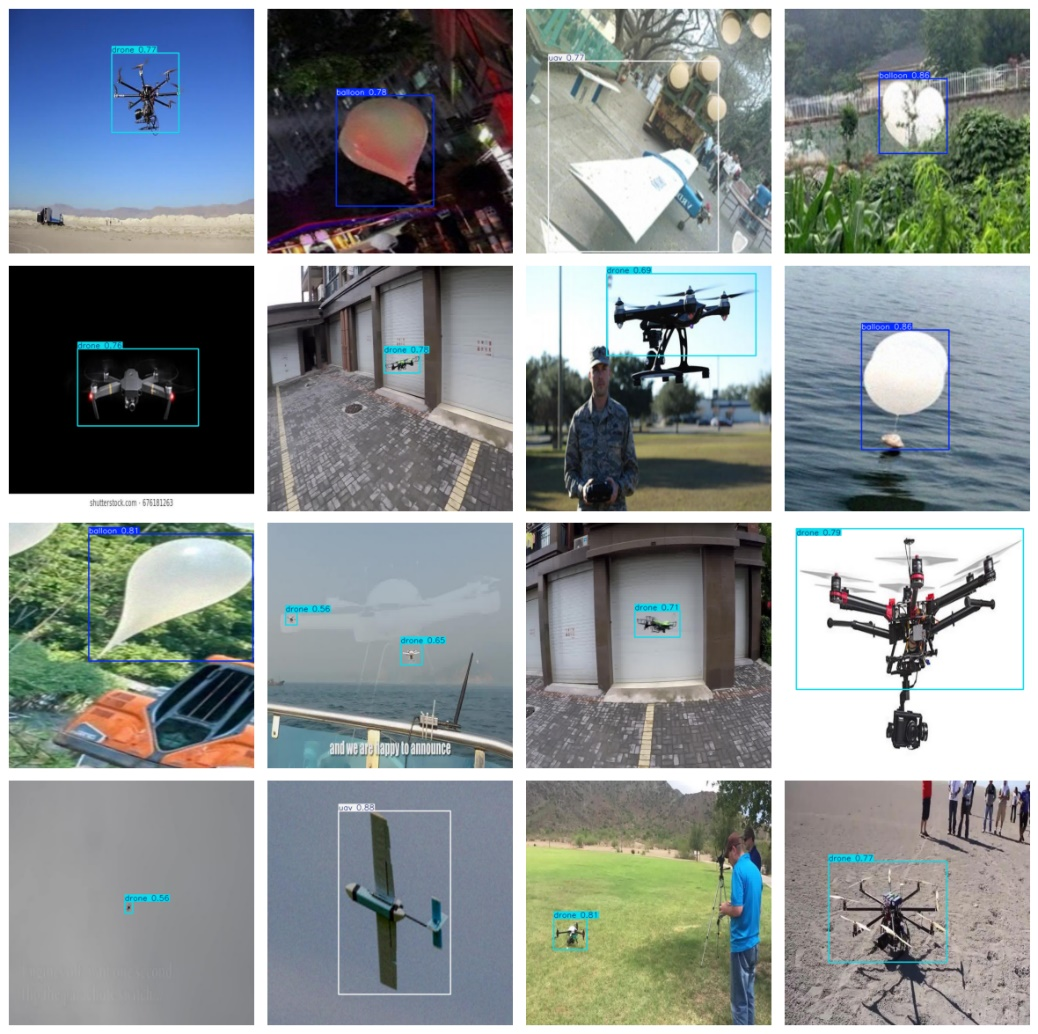 drone 0.77
balloon 0.78
uav 0.77
balloon 0.86
drone 0.76
shutterstock.com · 676181263
drone 0.78
drone 0.69
balloon 0.86
balloon 0.81
drone 0.56
drone 0.65
and we are happy to announce
drone 0.71
drone 0.79
drone 0.56
uav 0.88
drone 0.81
drone 0.77